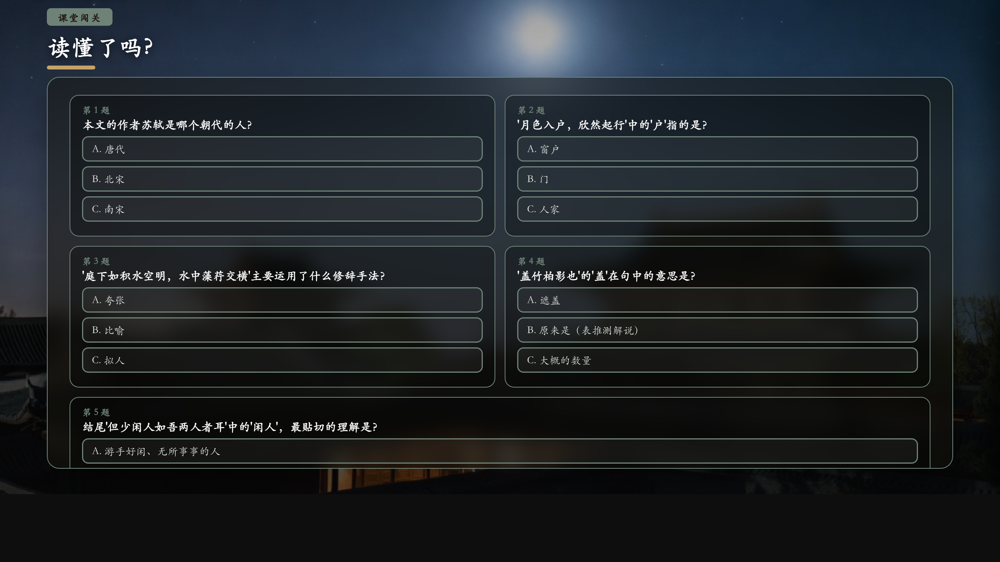 课堂闯关
读懂了吗?
第 1 题
本文的作者苏轼是哪个朝代的人?
A. 唐代
B. 北宋
C. 南宋
第 2 题
'月色入户，欣然起行'中的'户'指的是?
A. 窗户
B. 门
C. 人家
第 3 题
'庭下如积水空明，水中藻荇交横'主要运用了什么修辞手法?
A. 夸张
B. 比喻
C. 拟人
第 4 题
'盖竹柏影也'的'盖'在句中的意思是?
A. 遮盖
B. 原来是（表推测解说）
C. 大概的数量
第 5 题
结尾'但少闲人如吾两人者耳'中的'闲人'，最贴切的理解是?
A. 游手好闲、无所事事的人